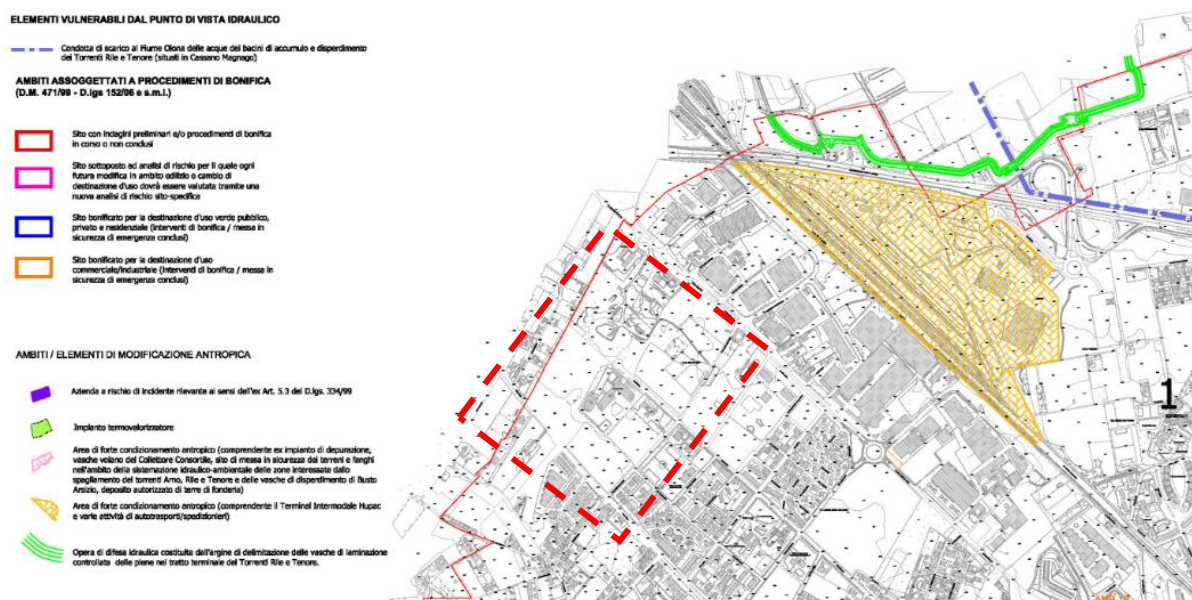 ELEMENTI VULNERABILI DAL PUNTO DI VISTA IDRAULICO
Condotta di scarico al Fiume Olona delle acque dei bacini di accumulo e disperdimento
dei Torrenti Rile e Tenore (situati in Cassano Magnago)
AMBITI ASSOGGETTATI A PROCEDIMENTI DI BONIFICA
(D.M. 471/99 - D.lgs 152/06 e s.m.i.)
Sito con indagini preliminari e/o procedimenti di bonifica
in corso o non conclusi
Sito sottoposto ad analisi di rischio per il quale ogni
futura modifica in ambito edilizio o cambio di
destinazione d'uso dovrà essere valutata tramite una
nuova analisi di rischio sito-specifica
Sito bonificato per la destinazione d'uso verde pubblico,
privato e residenziale (interventi di bonifica / messa in
sicurezza di emergenza conclusi)
Sito bonificato per la destinazione d'uso
commerciale/industriale (interventi di bonifica / messa in
sicurezza di emergenza conclusi)
AMBITI / ELEMENTI DI MODIFICAZIONE ANTROPICA
Azienda a rischio di incidente rilevante ai sensi dell'ex Art. 5.3 del D.lgs. 334/99
Impianto termovalorizzatore
Area di forte condizionamento antropico (comprendente ex impianto di depurazione,
vasche volano del Collettore Consortile, sito di messa in sicurezza dei terreni e fanghi
nell'ambito della sistemazione idraulico-ambientale delle zone interessate dallo
spagliamento dei torrenti Arno, Rile e Tenore e delle vasche di disperdimento di Busto
Arsizio, deposito autorizzato di terre di fonderia)
Area di forte condizionamento antropico (comprendente il Terminal Intermodale Hupac
e varie attività di autotrasporti/spedizionieri)
Opera di difesa idraulica costituita dall'argine di delimitazione delle vasche di laminazione
controllata delle piene nel tratto terminale dei Torrenti Rile e Tenore.
1